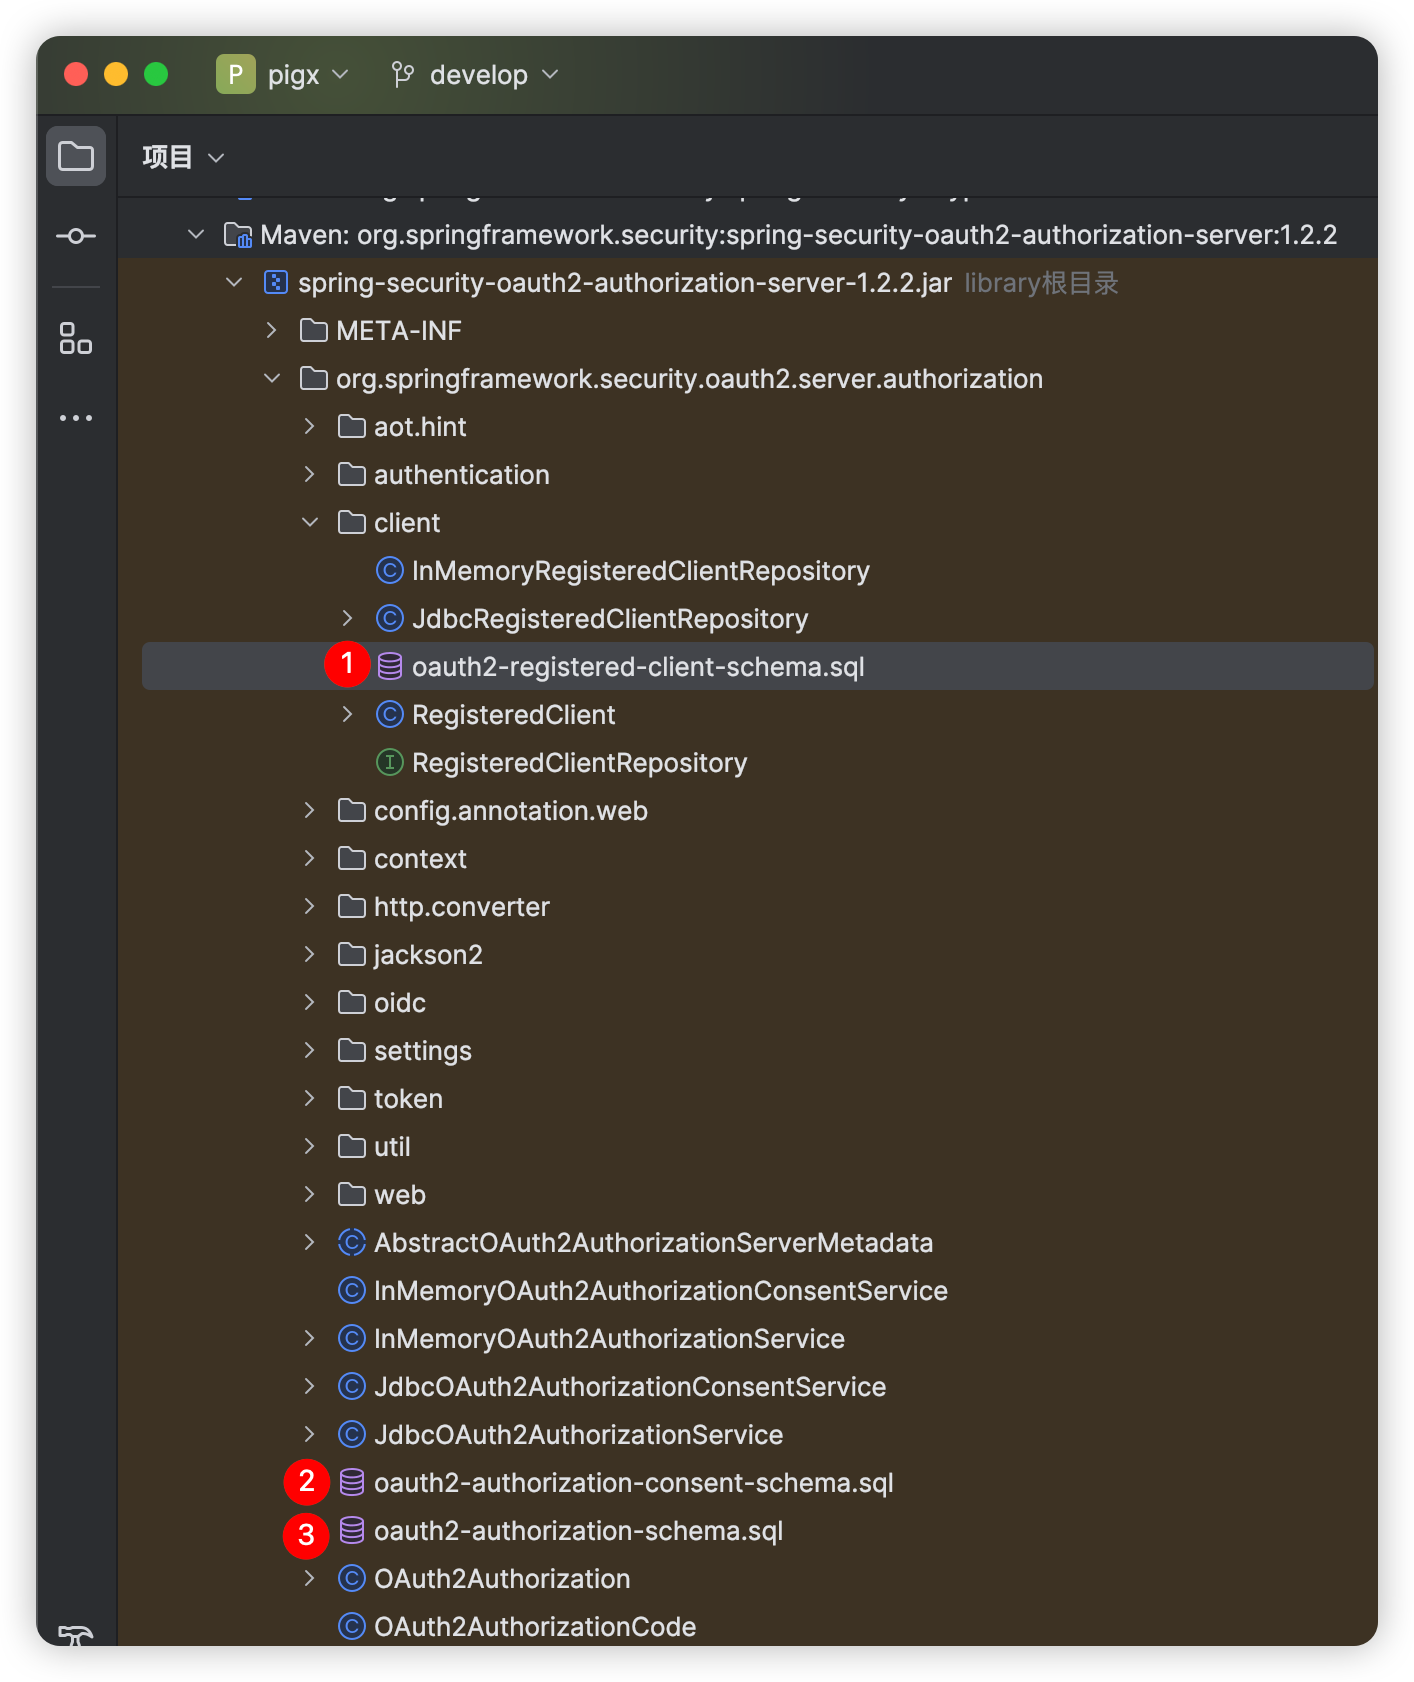 P pigx develop
项目
Maven: org.springframework.security:spring-security-oauth2-authorization-server:1.2.2
spring-security-oauth2-authorization-server-1.2.2.jar library根目录
META-INF
org.springframework.security.oauth2.server.authorization
aot.hint
authentication
client
InMemoryRegisteredClientRepository
JdbcRegisteredClientRepository
1 oauth2-registered-client-schema.sql
RegisteredClient
RegisteredClientRepository
config.annotation.web
context
http.converter
jackson2
oidc
settings
token
util
web
AbstractOAuth2AuthorizationServerMetadata
InMemoryOAuth2AuthorizationConsentService
InMemoryOAuth2AuthorizationService
JdbcOAuth2AuthorizationConsentService
JdbcOAuth2AuthorizationService
2 oauth2-authorization-consent-schema.sql
3 oauth2-authorization-schema.sql
OAuth2Authorization
OAuth2AuthorizationCode